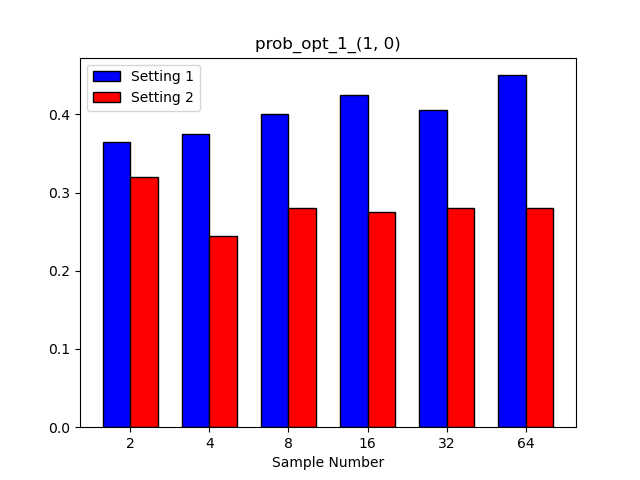 prob_opt_1_(1, 0)
Setting 1
Setting 2
0.4
0.3
0.2
0.1
0.0
2 4 8 16 32 64
Sample Number